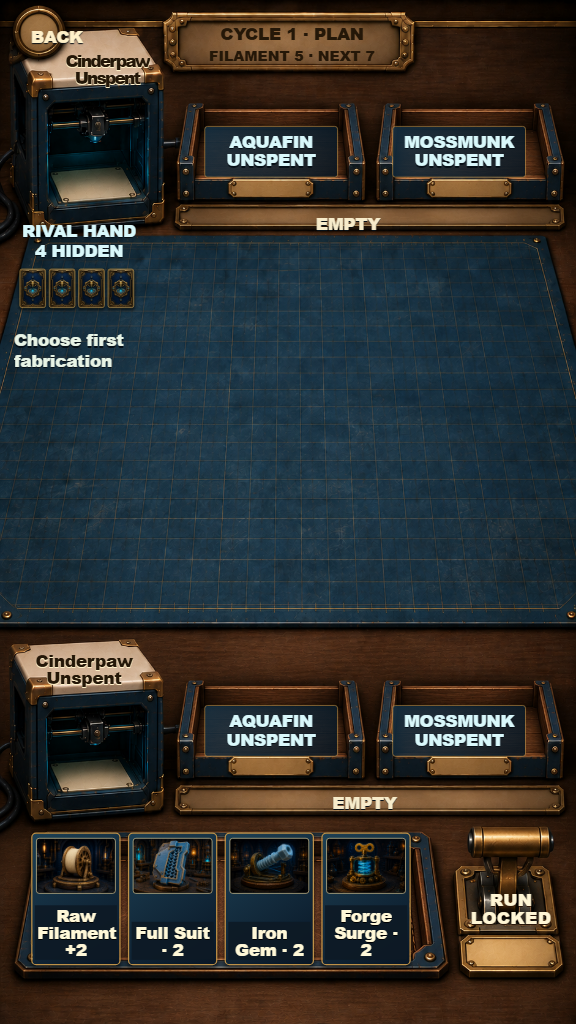 BACK
CYCLE 1 · PLAN
FILAMENT 5 · NEXT 7
Cinderpaw
Unspent
AQUAFIN
UNSPENT
MOSSMUNK
UNSPENT
EMPTY
RIVAL HAND
4 HIDDEN
Choose first
fabrication
Cinderpaw
Unspent
AQUAFIN
UNSPENT
MOSSMUNK
UNSPENT
EMPTY
Raw
Filament
+2
Full Suit
· 2
Iron
Gem · 2
Forge
Surge ·
2
RUN
LOCKED